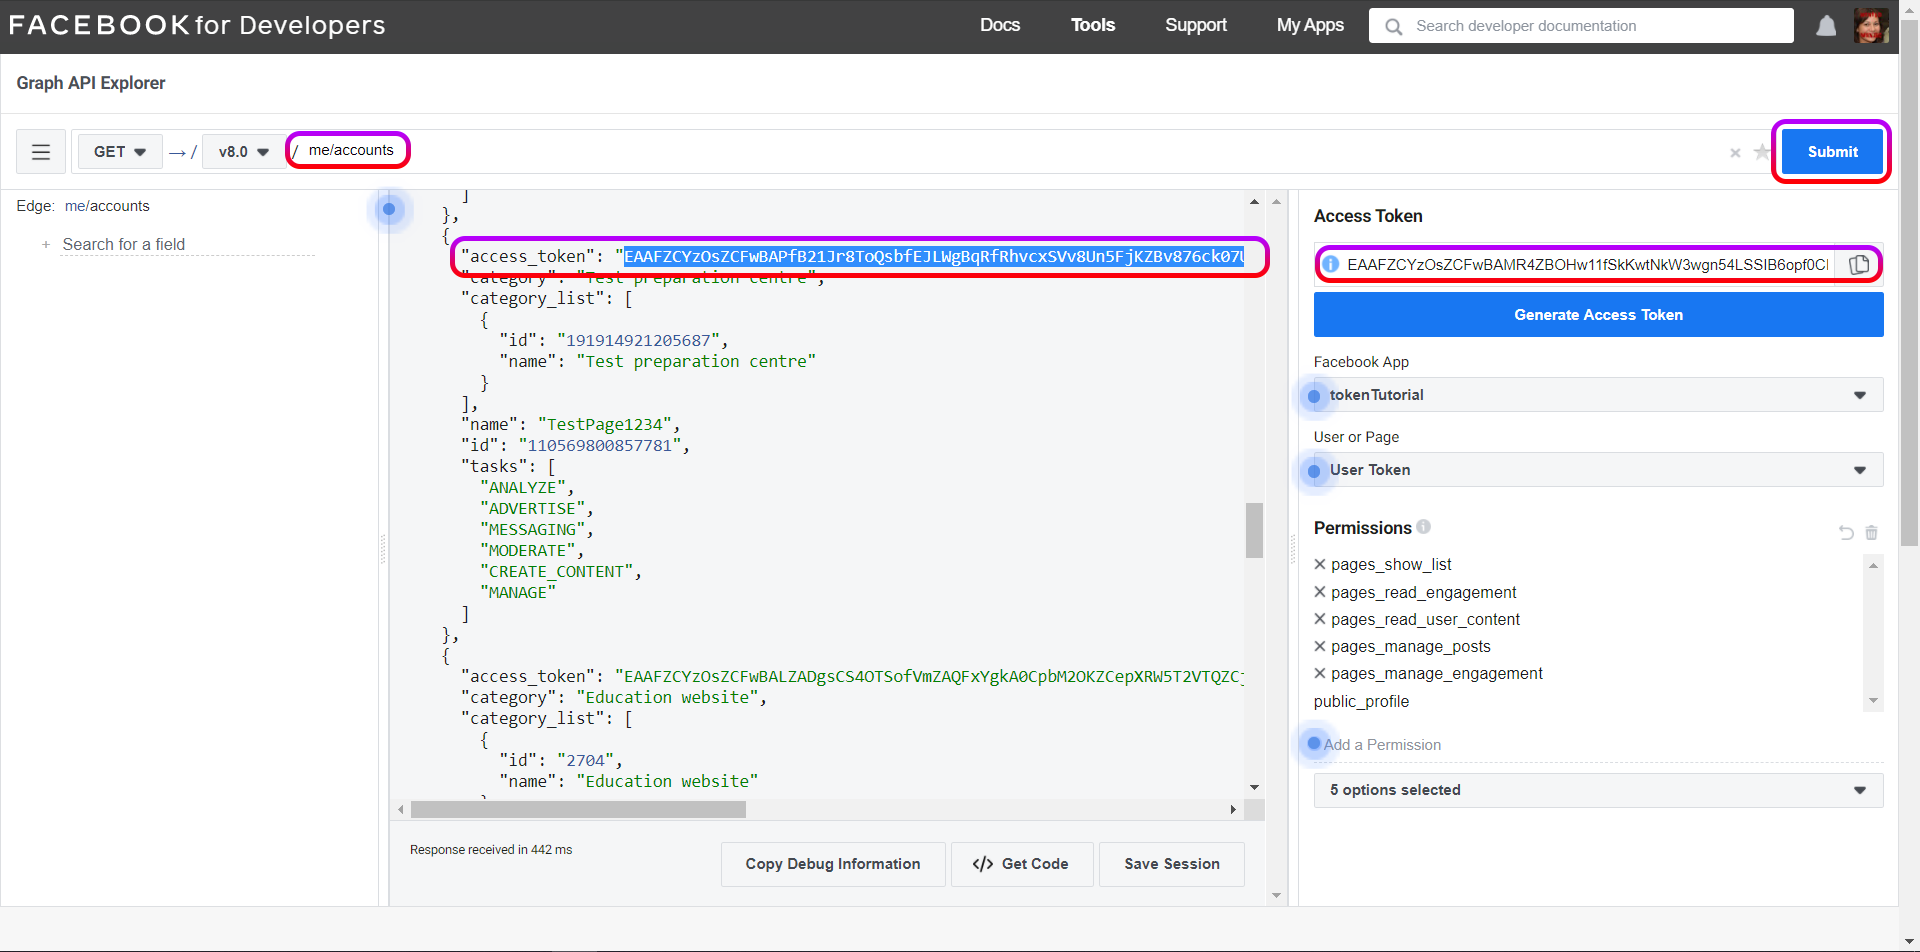 FACEBOOK for Developers
Docs
Tools
Support
My Apps
Search developer documentation
Graph API Explorer
GET
→ /
v8.0
/ me/accounts
Submit
Edge: me/accounts
+ Search for a field
]
},
{
"access_token": "EAAFZCYzOsZCFwBAPfB21Jr8ToQsbfEJLWgBqRfRhvcxSVv8Un5FjKZBv876ck07U
"category": "Test preparation centre",
"category_list": [
{
"id": "191914921205687",
"name": "Test preparation centre"
}
],
"name": "TestPage1234",
"id": "110569800857781",
"tasks": [
"ANALYZE",
"ADVERTISE",
"MESSAGING",
"MODERATE",
"CREATE_CONTENT",
"MANAGE"
]
},
{
"access_token": "EAAFZCYzOsZCFwBALZADgsCS4OTSofVmZAQFxYgkA0CpbM2OKZCepXRW5T2VTQZCj
"category": "Education website",
"category_list": [
{
"id": "2704",
"name": "Education website"
}
Response received in 442 ms
Copy Debug Information
</> Get Code
Save Session
Access Token
EAAFZCYzOsZCFwBAMR4ZBOHw11fSkKwtNkW3wgn54LSSIB6opf0Cl
Generate Access Token
Facebook App
tokenTutorial
User or Page
User Token
Permissions
pages_show_list
pages_read_engagement
pages_read_user_content
pages_manage_posts
pages_manage_engagement
public_profile
Add a Permission
5 options selected